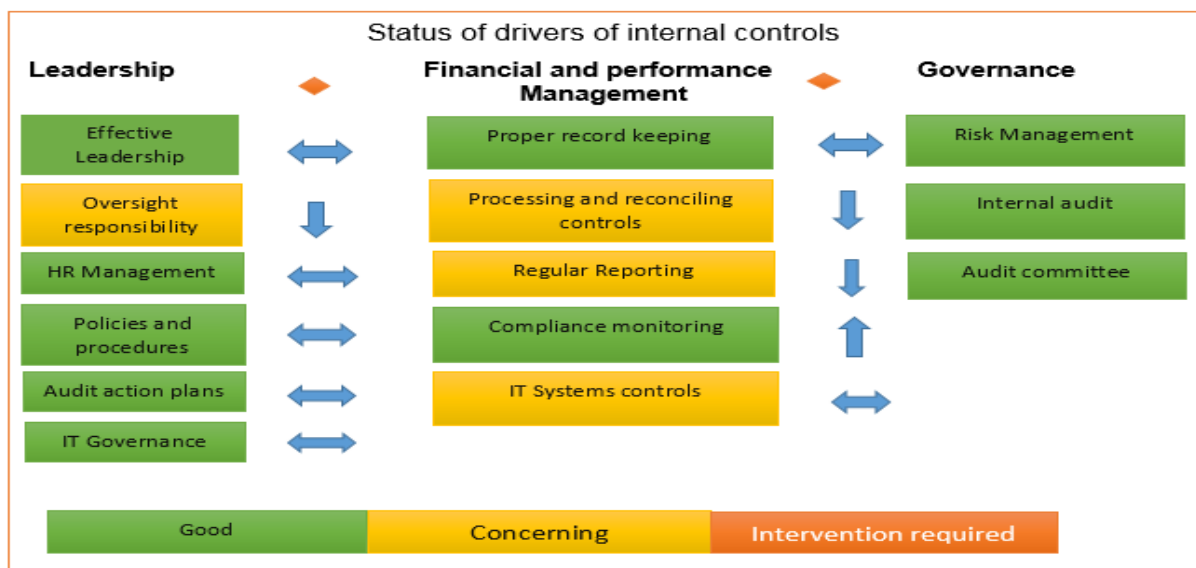 Status of drivers of internal controls
Leadership
Effective
Leadership
Oversight
responsibility
HR Management
Policies and
procedures
Audit action plans
IT Governance
Financial and performance
Management
Proper record keeping
Processing and reconciling
controls
Regular Reporting
Compliance monitoring
IT Systems controls
Governance
Risk Management
Internal audit
Audit committee
Good
Concerning
Intervention required